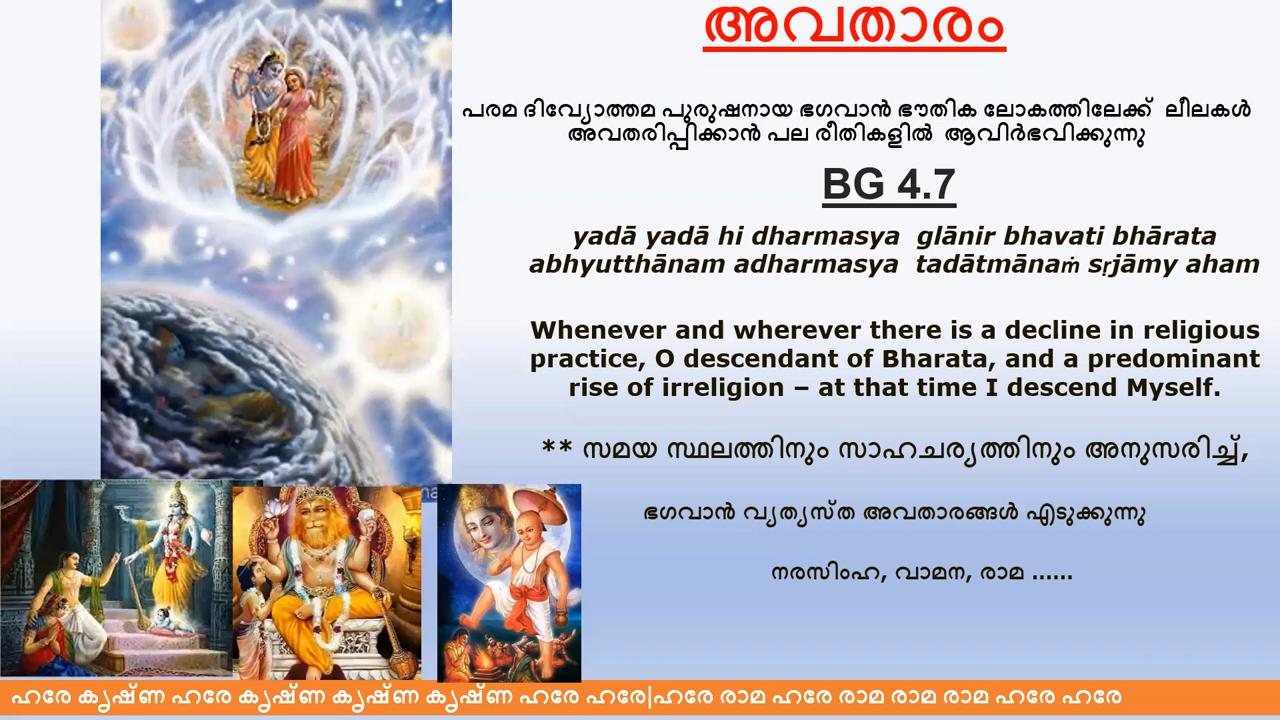 അവതാരം
പരമ ദിവ്യോത്തമ പുരുഷനായ ഭഗവാൻ ഭൗതിക ലോകത്തിലേക്ക് ലീലകൾ
അവതരിപ്പിക്കാൻ പല രീതികളിൽ ആവിർഭവിക്കുന്നു
BG 4.7
yadā yadā hi dharmasya glānir bhavati bhārata
abhyutthānam adharmasya tadātmānaṁ sṛjāmy aham
Whenever and wherever there is a decline in religious
practice, O descendant of Bharata, and a predominant
rise of irreligion – at that time I descend Myself.
** സമയ സ്ഥലത്തിനും സാഹചര്യത്തിനും അനുസരിച്ച്,
ഭഗവാൻ വ്യത്യസ്ത അവതാരങ്ങൾ എടുക്കുന്നു
നരസിംഹ, വാമന, രാമ ......
ഹരേ കൃഷ്ണ ഹരേ കൃഷ്ണ കൃഷ്ണ കൃഷ്ണ ഹരേ ഹരേ|ഹരേ രാമ ഹരേ രാമ രാമ രാമ ഹരേ ഹരേ